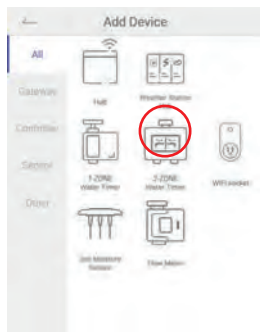 Add Device
All
Gateway
Hub
Weather Station
Controller
Sensor
1-ZONE
Water Timer
2-ZONE
Water Timer
WiFi socket
Other
Soil Moisture
Sensor
Flow Meter